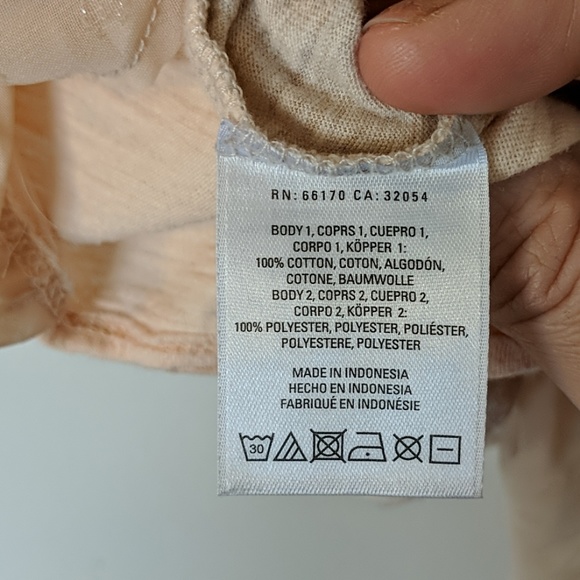 RN: 66170 CA: 32054
BODY 1, COPRS 1, CUEPRO 1,
CORPO 1, KÖPPER 1:
100% COTTON, COTON, ALGODÓN,
COTONE, BAUMWOLLE
BODY 2, COPRS 2, CUEPRO 2,
CORPO 2, KÖPPER 2:
100% POLYESTER, POLYESTER, POLIÉSTER,
POLYESTERE, POLYESTER
MADE IN INDONESIA
HECHO EN INDONESIA
FABRIQUÉ EN INDONÉSIE
30